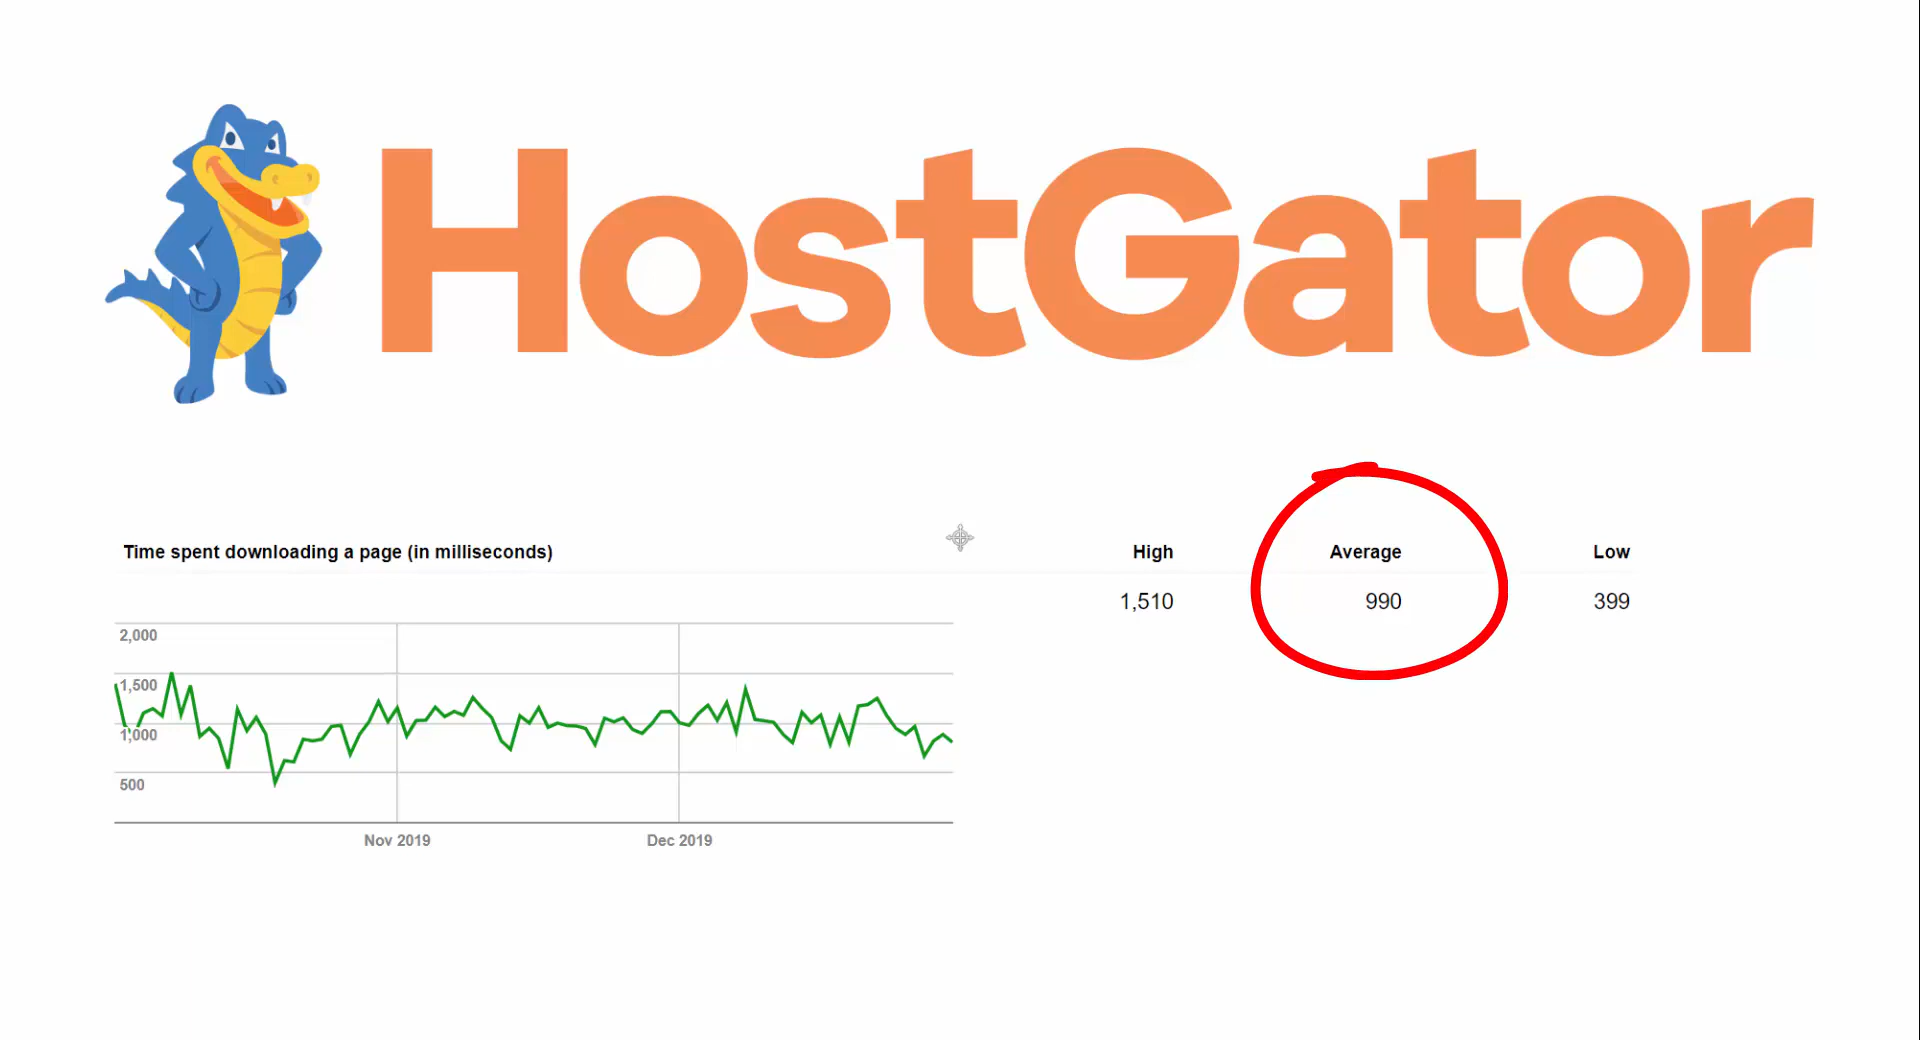 HostGator
Time spent downloading a page (in milliseconds)
High
Average
Low
1,510
990
399
2,000
1,500
1,000
500
Nov 2019
Dec 2019